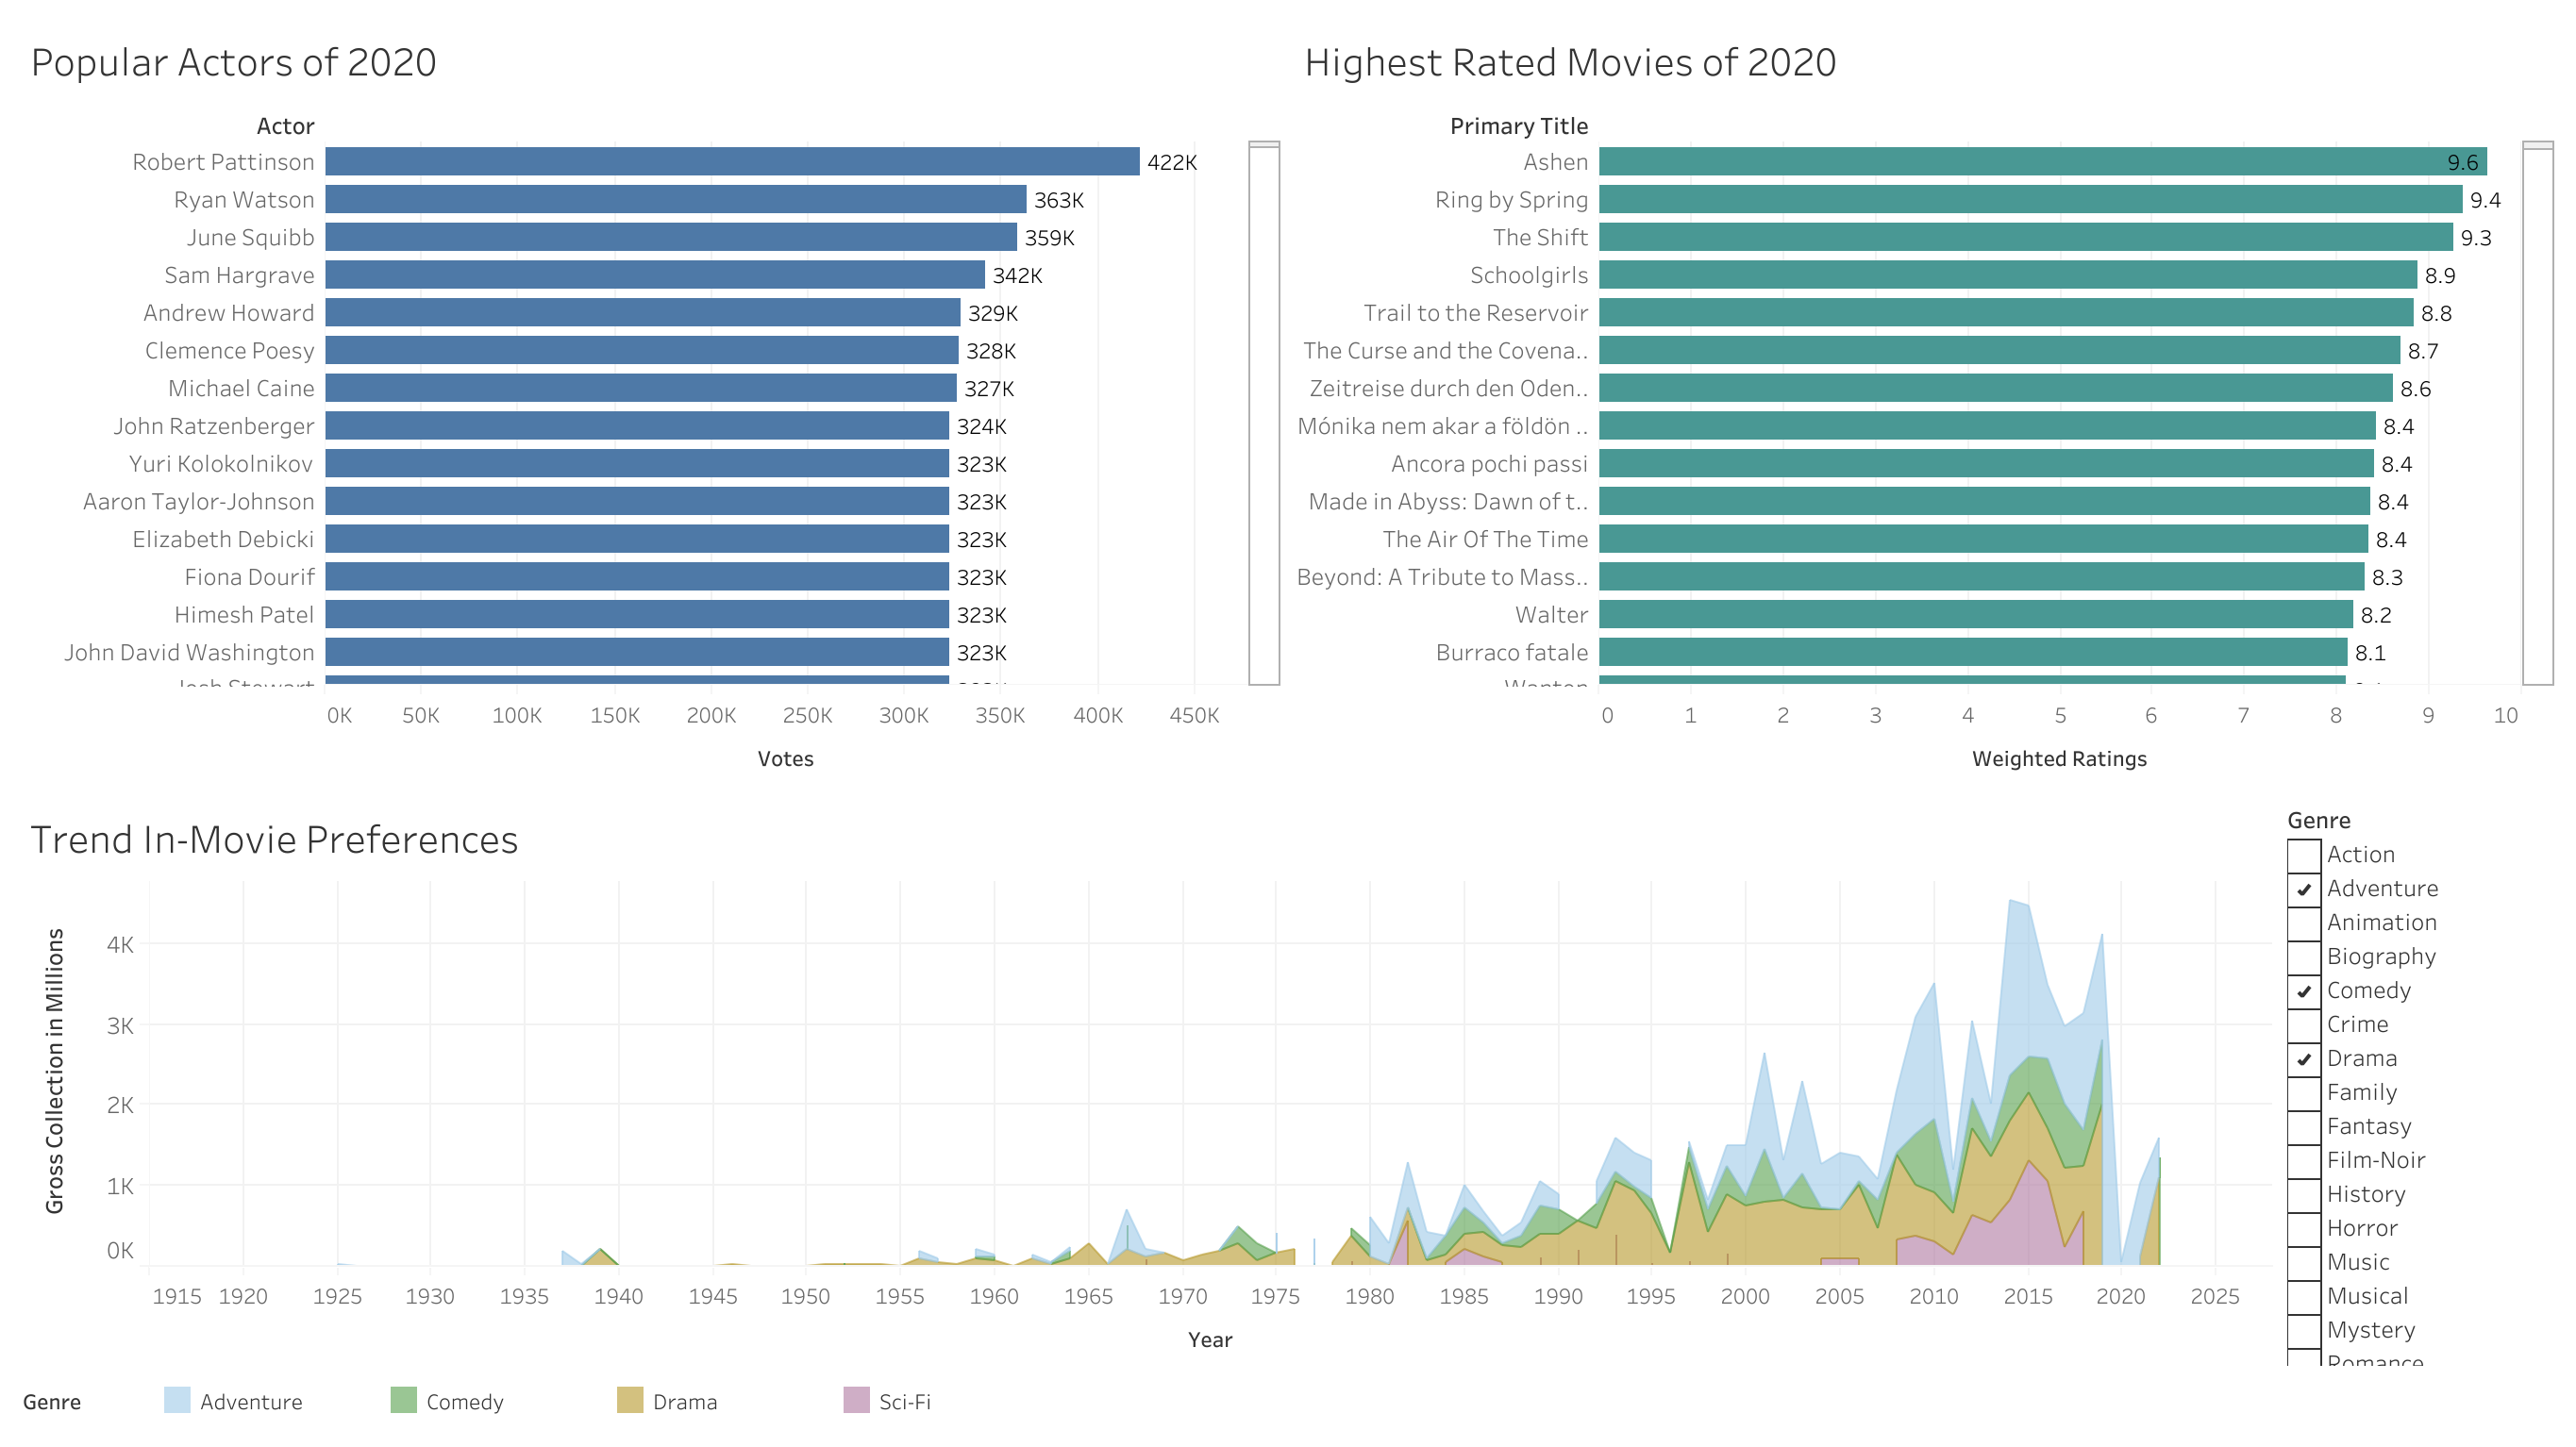 Popular Actors of 2020
Actor
Robert Pattinson 422K
Ryan Watson 363K
June Squibb 359K
Sam Hargrave 342K
Andrew Howard 329K
Clemence Poesy 328K
Michael Caine 327K
John Ratzenberger 324K
Yuri Kolokolnikov 323K
Aaron Taylor-Johnson 323K
Elizabeth Debicki 323K
Fiona Dourif 323K
Himesh Patel 323K
John David Washington 323K
0K 50K 100K 150K 200K 250K 300K 350K 400K 450K
Votes
Highest Rated Movies of 2020
Primary Title
Ashen 9.6
Ring by Spring 9.4
The Shift 9.3
Schoolgirls 8.9
Trail to the Reservoir 8.8
The Curse and the Covena.. 8.7
Zeitreise durch den Oden.. 8.6
Mónika nem akar a földön .. 8.4
Ancora pochi passi 8.4
Made in Abyss: Dawn of t.. 8.4
The Air Of The Time 8.4
Beyond: A Tribute to Mass.. 8.3
Walter 8.2
Burraco fatale 8.1
0 1 2 3 4 5 6 7 8 9 10
Weighted Ratings
Trend In-Movie Preferences
Gross Collection in Millions
4K
3K
2K
1K
0K
1915 1920 1925 1930 1935 1940 1945 1950 1955 1960 1965 1970 1975 1980 1985 1990 1995 2000 2005 2010 2015 2020 2025
Year
Genre
Action
Adventure
Animation
Biography
Comedy
Crime
Drama
Family
Fantasy
Film-Noir
History
Horror
Music
Musical
Mystery
Romance
Genre Adventure Comedy Drama Sci-Fi